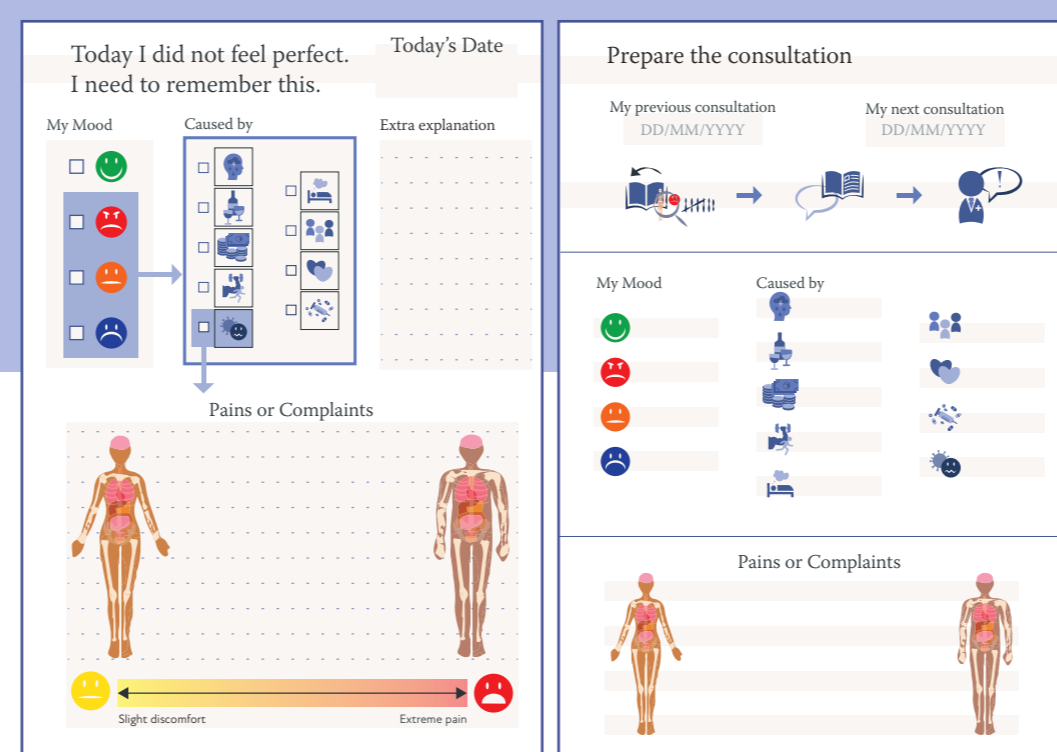 Today I did not feel perfect.
I need to remember this.
Today's Date
My Mood
Caused by
Extra explanation
Pains or Complaints
Slight discomfort
Extreme pain
Prepare the consultation
My previous consultation
DD/MM/YYYY
My next consultation
DD/MM/YYYY
!
My Mood
Caused by
Pains or Complaints